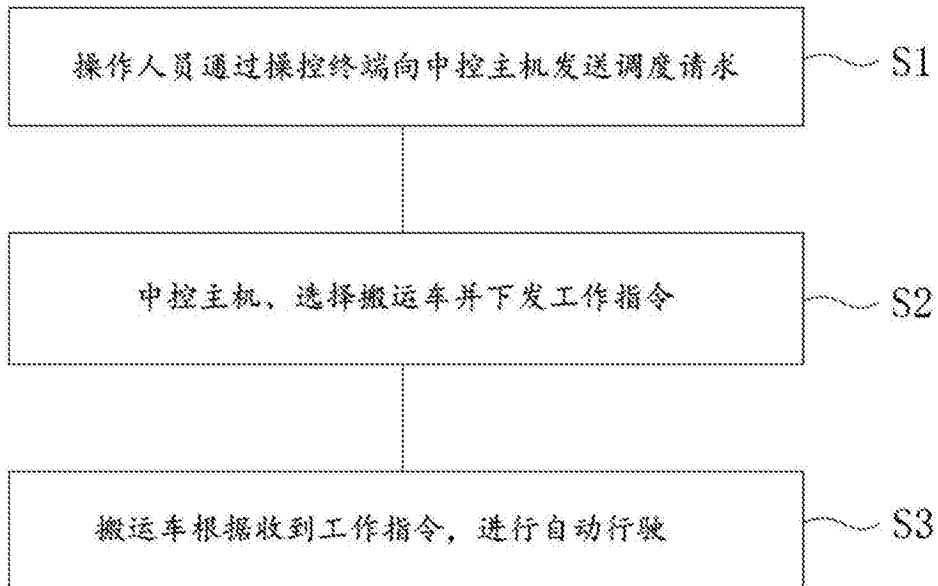 操作人员通过操控终端向中控主机发送调度请求
S1
中控主机、选择搬运车并下发工作指令
S2
搬运车根据收到工作指令，进行自动行驶
S3